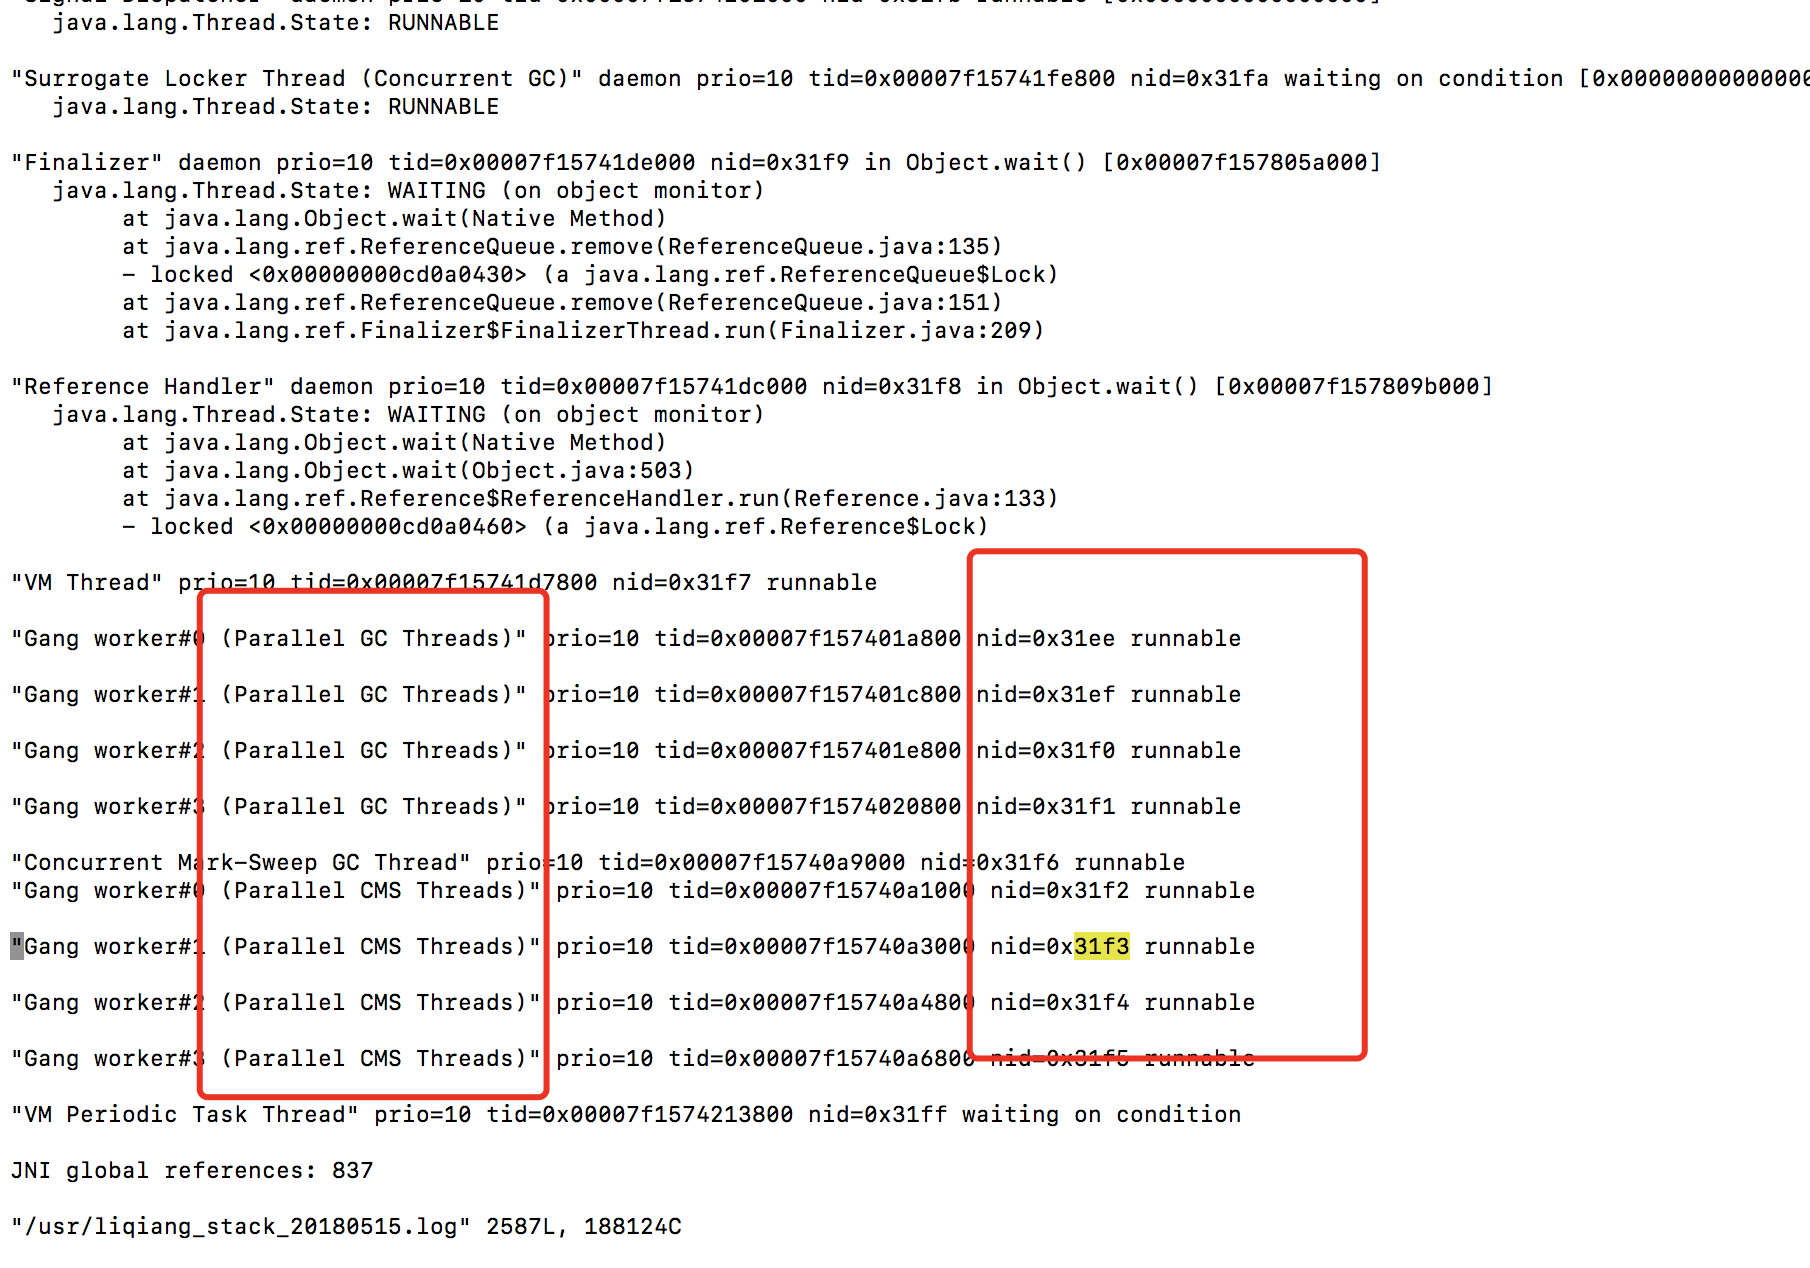 java.lang.Thread.State: RUNNABLE
"Surrogate Locker Thread (Concurrent GC)" daemon prio=10 tid=0x00007f15741fe800 nid=0x31fa waiting on condition [0x00000000000000
java.lang.Thread.State: RUNNABLE
"Finalizer" daemon prio=10 tid=0x00007f15741de000 nid=0x31f9 in Object.wait() [0x00007f157805a000]
java.lang.Thread.State: WAITING (on object monitor)
at java.lang.Object.wait(Native Method)
at java.lang.ref.ReferenceQueue.remove(ReferenceQueue.java:135)
- locked <0x00000000cd0a0430> (a java.lang.ref.ReferenceQueue$Lock)
at java.lang.ref.ReferenceQueue.remove(ReferenceQueue.java:151)
at java.lang.ref.Finalizer$FinalizerThread.run(Finalizer.java:209)
"Reference Handler" daemon prio=10 tid=0x00007f15741dc000 nid=0x31f8 in Object.wait() [0x00007f157809b000]
java.lang.Thread.State: WAITING (on object monitor)
at java.lang.Object.wait(Native Method)
at java.lang.Object.wait(Object.java:503)
at java.lang.ref.Reference$ReferenceHandler.run(Reference.java:133)
- locked <0x00000000cd0a0460> (a java.lang.ref.Reference$Lock)
"VM Thread" prio=10 tid=0x00007f15741d7800 nid=0x31f7 runnable
"Gang worker#0 (Parallel GC Threads)" prio=10 tid=0x00007f157401a800 nid=0x31ee runnable
"Gang worker#1 (Parallel GC Threads)" prio=10 tid=0x00007f157401c800 nid=0x31ef runnable
"Gang worker#2 (Parallel GC Threads)" prio=10 tid=0x00007f157401e800 nid=0x31f0 runnable
"Gang worker#3 (Parallel GC Threads)" prio=10 tid=0x00007f1574020800 nid=0x31f1 runnable
"Concurrent Mark-Sweep GC Thread" prio=10 tid=0x00007f15740a9000 nid=0x31f6 runnable
"Gang worker#0 (Parallel CMS Threads)" prio=10 tid=0x00007f15740a1000 nid=0x31f2 runnable
"Gang worker#1 (Parallel CMS Threads)" prio=10 tid=0x00007f15740a3000 nid=0x31f3 runnable
"Gang worker#2 (Parallel CMS Threads)" prio=10 tid=0x00007f15740a4800 nid=0x31f4 runnable
"Gang worker#3 (Parallel CMS Threads)" prio=10 tid=0x00007f15740a6800 nid=0x31f5 runnable
"VM Periodic Task Thread" prio=10 tid=0x00007f1574213800 nid=0x31ff waiting on condition
JNI global references: 837
"/usr/liqiang_stack_20180515.log" 2587L, 188124C